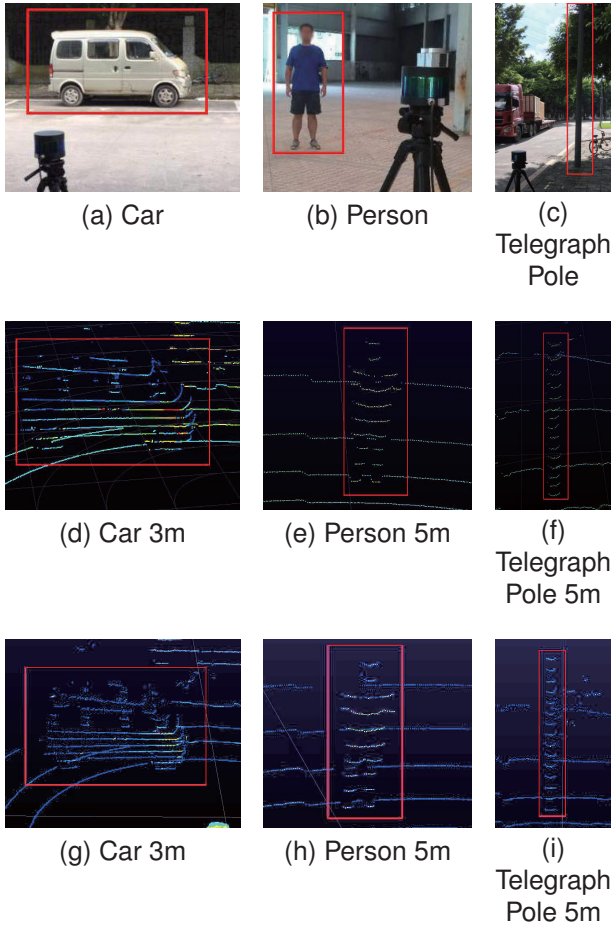 (a) Car
(b) Person
(c)
Telegraph
Pole
(d) Car 3m
(e) Person 5m
(f)
Telegraph
Pole 5m
(g) Car 3m
(h) Person 5m
(i)
Telegraph
Pole 5m